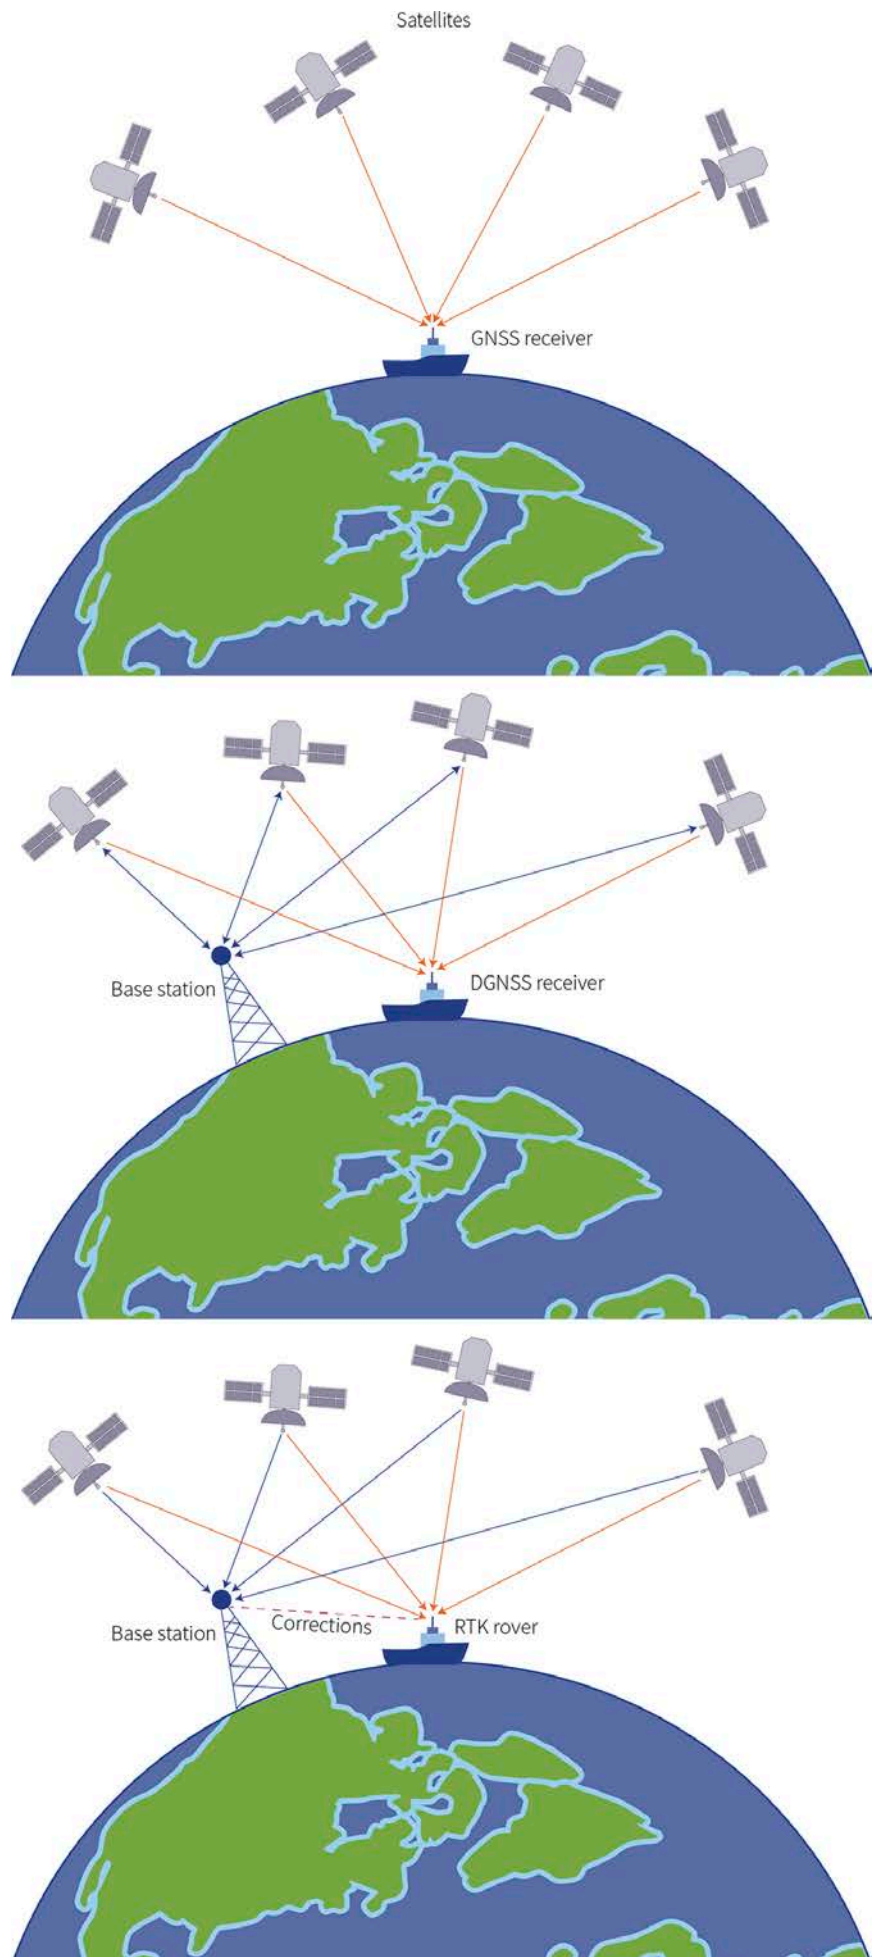 Satellites
GNSS receiver
Base station
DGNSS receiver
Base station
Corrections
RTK rover